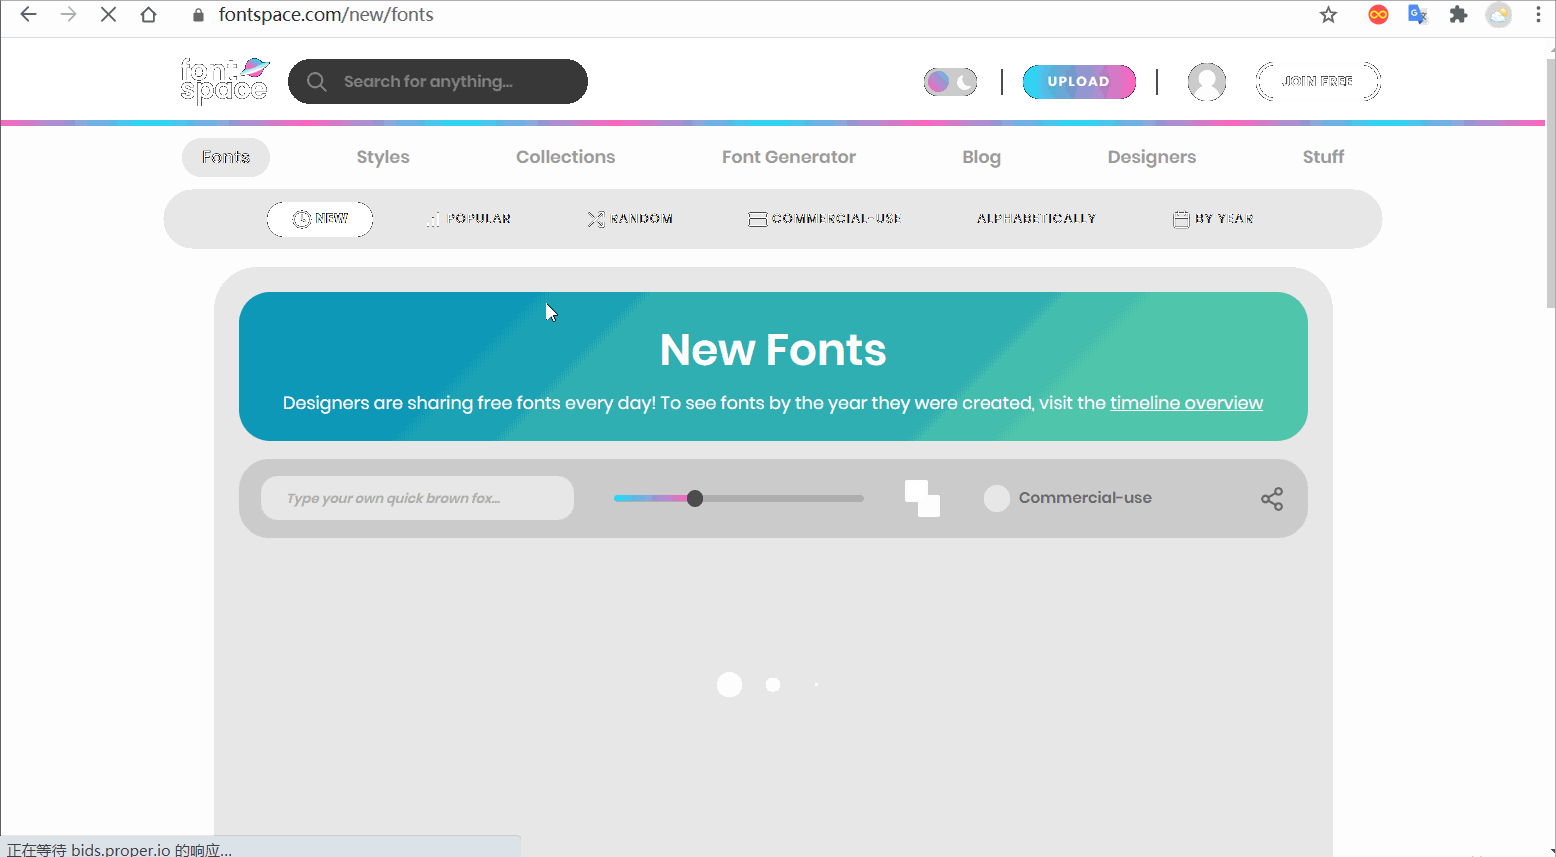 fontspace.com/new/fonts
font
space
Search for anything...
UPLOAD
JOIN FREE
Fonts
Styles
Collections
Font Generator
Blog
Designers
Stuff
NEW
POPULAR
RANDOM
COMMERCIAL-USE
ALPHABETICALLY
BY YEAR
New Fonts
Designers are sharing free fonts every day! To see fonts by the year they were created, visit the timeline overview
Type your own quick brown fox...
Commercial-use
正在等待 bids.proper.io 的响应...